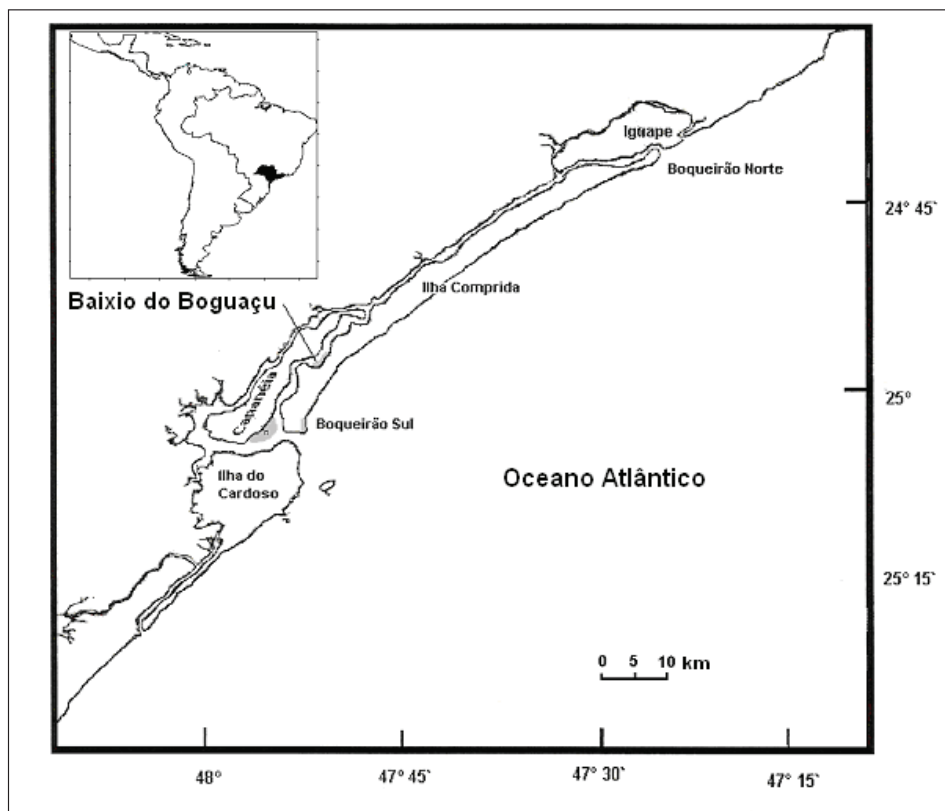 Iguape
Boqueirão Norte
24° 45`
Ilha Comprida
Baixio do Boguaçu
Cananéia
25°
Boqueirão Sul
Ilha do
Cardoso
Oceano Atlântico
25° 15`
0 5 10 km
48° 47° 45` 47° 30` 47° 15`